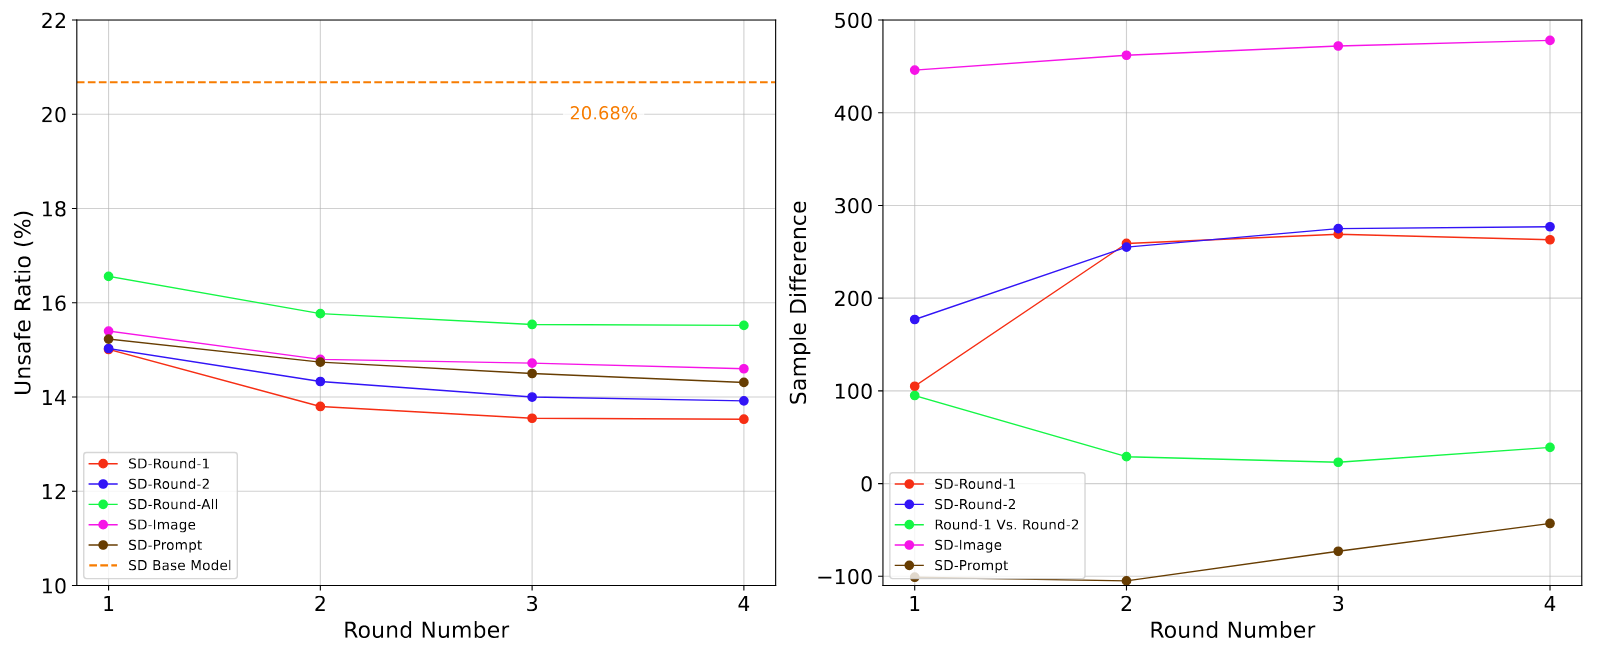 22
20
18
16
14
12
10
Unsafe Ratio (%)
20.68%
SD-Round-1
SD-Round-2
SD-Round-All
SD-Image
SD-Prompt
SD Base Model
1 2 3 4
Round Number
500
400
300
200
100
0
−100
Sample Difference
SD-Round-1
SD-Round-2
Round-1 Vs. Round-2
SD-Image
SD-Prompt
1 2 3 4
Round Number